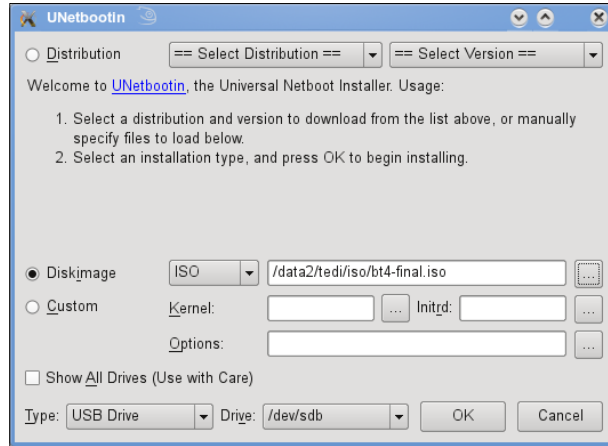 UNetbootin
Distribution == Select Distribution == == Select Version ==
Welcome to UNetbootin, the Universal Netboot Installer. Usage:
1. Select a distribution and version to download from the list above, or manually
specify files to load below.
2. Select an installation type, and press OK to begin installing.
Diskimage ISO /data2/tedi/iso/bt4-final.iso ...
Custom Kernel: ... Initrd: ...
Options: ...
Show All Drives (Use with Care)
Type: USB Drive Drive: /dev/sdb OK Cancel